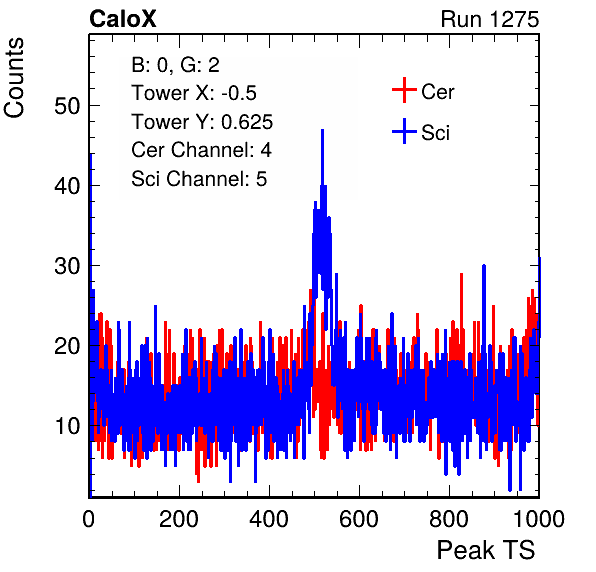 CaloX Run 1275
Counts
B: 0, G: 2
Tower X: -0.5
Tower Y: 0.625
Cer Channel: 4
Sci Channel: 5
Cer
Sci
50
40
30
20
10
0 200 400 600 800 1000
Peak TS